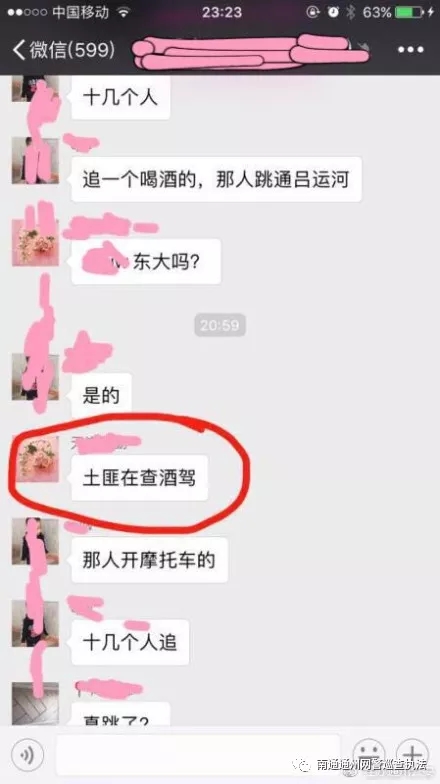 中国移动
23:23
63%
微信(599)
十几个人
追一个喝酒的，那人跳通吕运河
东大吗？
20:59
是的
土匪在查酒驾
那人开摩托车的
十几个人追
真跳了？
南通通州网警巡查执法